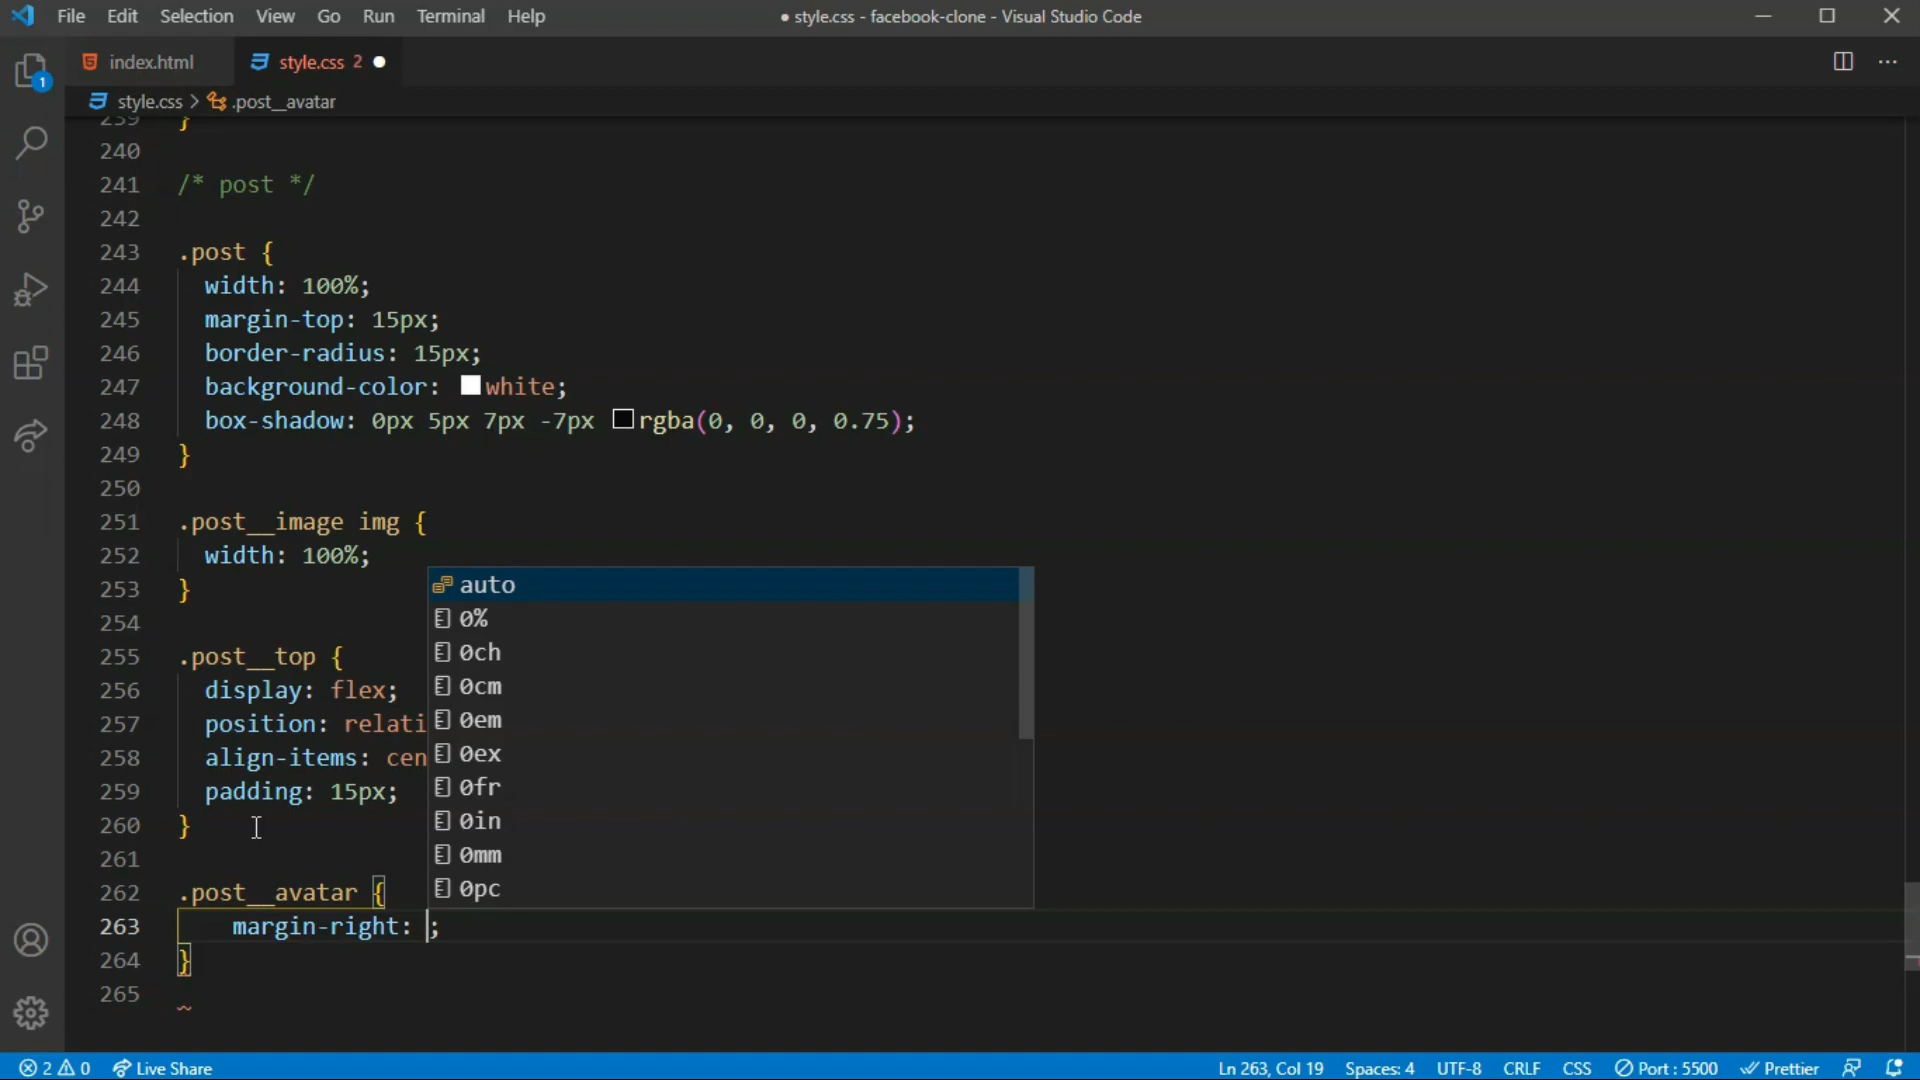 File Edit Selection View Go Run Terminal Help
● style.css - facebook-clone - Visual Studio Code
index.html
style.css 2 ●
style.css > .post__avatar
1
239 }
240
241 /* post */
242
243 .post {
244 width: 100%;
245 margin-top: 15px;
246 border-radius: 15px;
247 background-color: white;
248 box-shadow: 0px 5px 7px -7px rgba(0, 0, 0, 0.75);
249 }
250
251 .post__image img {
252 width: 100%;
253 }
254
255 .post__top {
256 display: flex;
257 position: relati
258 align-items: cen
259 padding: 15px;
260 }
261
262 .post__avatar {
263 margin-right: ;
264 }
265
auto
0%
0ch
0cm
0em
0ex
0fr
0in
0mm
0pc
2 0 Live Share
Ln 263, Col 19 Spaces: 4 UTF-8 CRLF CSS Port : 5500 Prettier